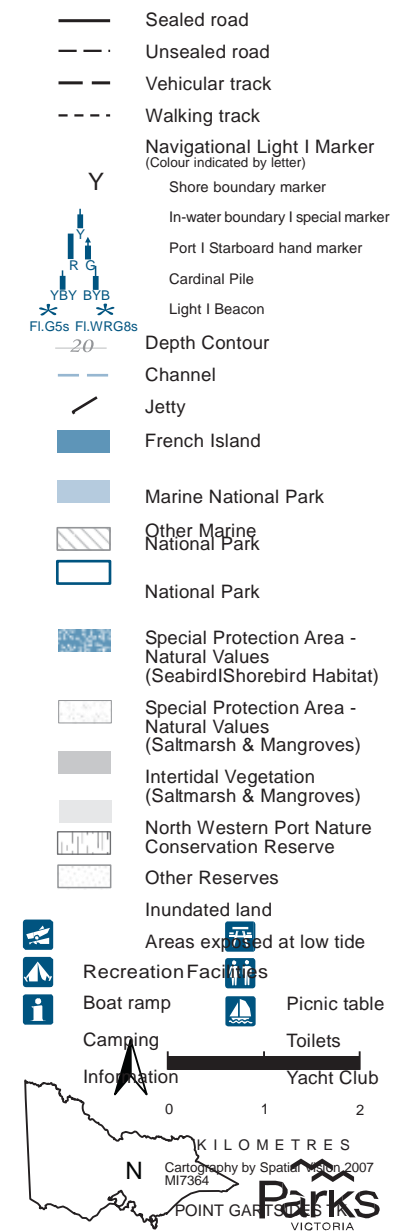 Sealed road
Unsealed road
Vehicular track
Walking track
Navigational Light I Marker
(Colour indicated by letter)
Y
Shore boundary marker
Y
In-water boundary I special marker
R G
Port I Starboard hand marker
YBY BYB
Cardinal Pile
Fl.G5s Fl.WRG8s
Light I Beacon
20
Depth Contour
Channel
Jetty
French Island
Marine National Park
Other Marine
National Park
National Park
Special Protection Area -
Natural Values
(SeabirdIShorebird Habitat)
Special Protection Area -
Natural Values
(Saltmarsh & Mangroves)
Intertidal Vegetation
(Saltmarsh & Mangroves)
North Western Port Nature
Conservation Reserve
Other Reserves
Inundated land
Areas exposed at low tide
Recreation Facilities
Boat ramp
Picnic table
Camping
Toilets
Information
Yacht Club
0 1 2
KILOMETRES
N
Cartography by Spatial Vision 2007
MI7364
POINT GARTSIDES TK
Parks
VICTORIA